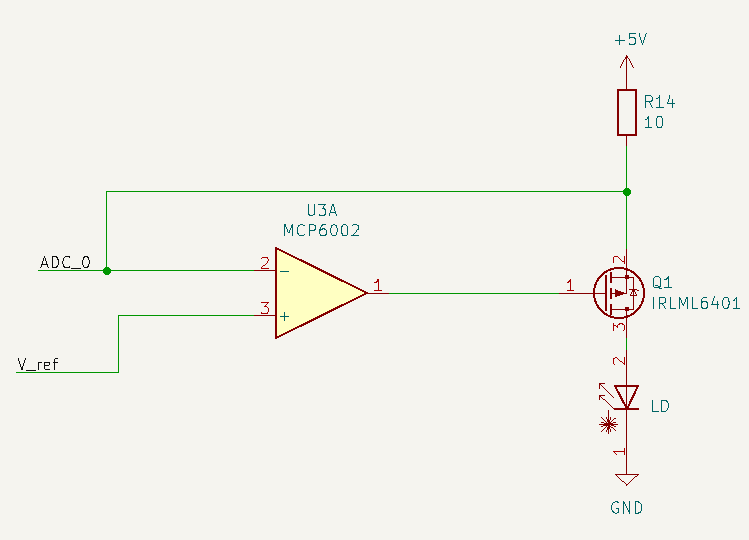 +5V
R14
10
U3A
MCP6002
ADC_0
2
−
1
1
2
Q1
IRLML6401
3
+
3
V_ref
2
LD
1
GND